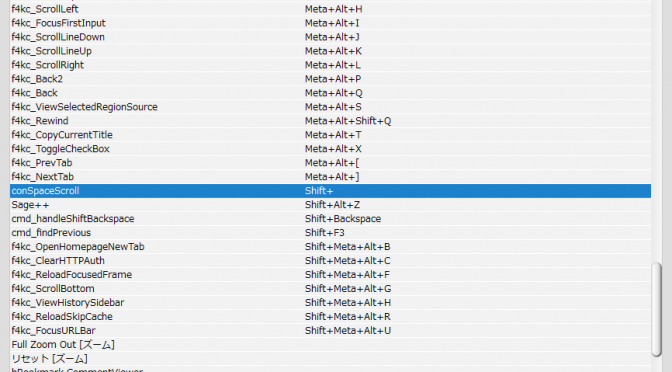 f4kc_ScrollLeft Meta+Alt+H
f4kc_FocusFirstInput Meta+Alt+I
f4kc_ScrollLineDown Meta+Alt+J
f4kc_ScrollLineUp Meta+Alt+K
f4kc_ScrollRight Meta+Alt+L
f4kc_Back2 Meta+Alt+P
f4kc_Back Meta+Alt+Q
f4kc_ViewSelectedRegionSource Meta+Alt+S
f4kc_Rewind Meta+Alt+Shift+Q
f4kc_CopyCurrentTitle Meta+Alt+T
f4kc_ToggleCheckBox Meta+Alt+X
f4kc_PrevTab Meta+Alt+[
f4kc_NextTab Meta+Alt+]
conSpaceScroll Shift+
Sage++ Shift+Alt+Z
cmd_handleShiftBackspace Shift+Backspace
cmd_findPrevious Shift+F3
f4kc_OpenHomepageNewTab Shift+Meta+Alt+B
f4kc_ClearHTTPAuth Shift+Meta+Alt+C
f4kc_ReloadFocusedFrame Shift+Meta+Alt+F
f4kc_ScrollBottom Shift+Meta+Alt+G
f4kc_ViewHistorySidebar Shift+Meta+Alt+H
f4kc_ReloadSkipCache Shift+Meta+Alt+R
f4kc_FocusURLBar Shift+Meta+Alt+U
Full Zoom Out [ズーム]
リセット [ズーム]
hBookmark CommentViewer